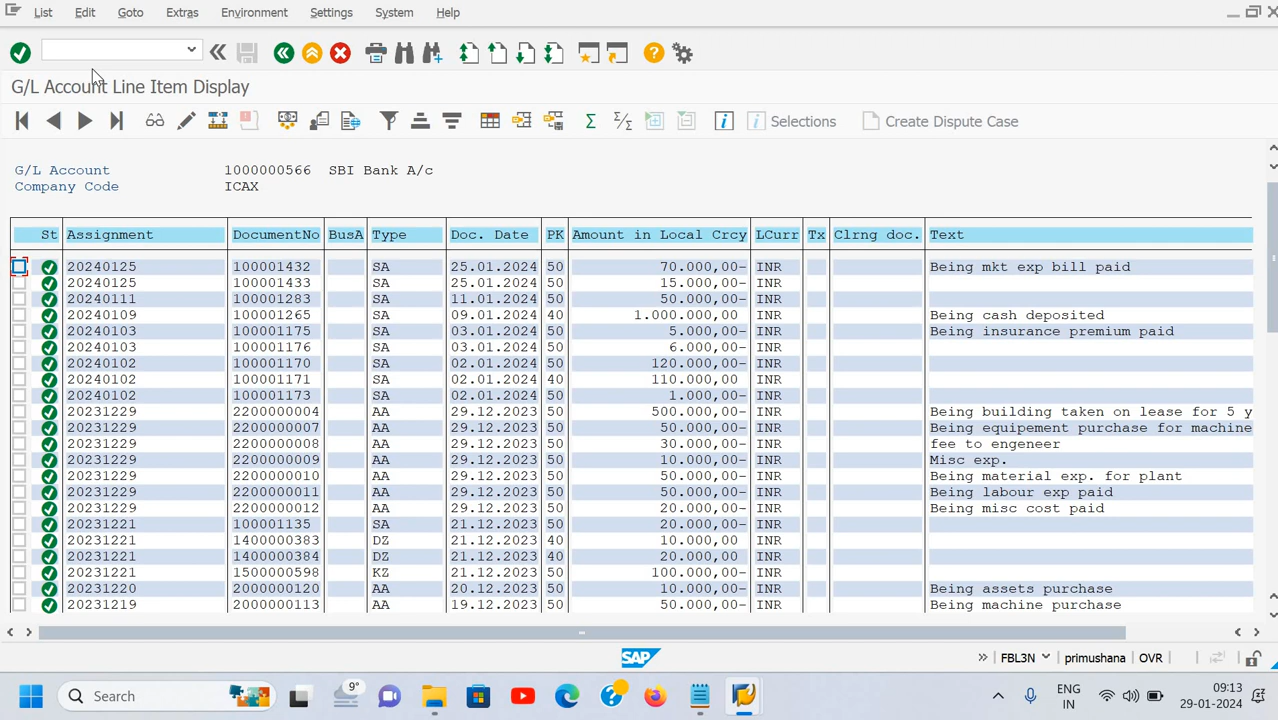 List Edit Goto Extras Environment Settings System Help
G/L Account Line Item Display
Selections Create Dispute Case
G/L Account 1000000566 SBI Bank A/c
Company Code ICAX
St Assignment DocumentNo BusA Type Doc. Date PK Amount in Local Crcy LCurr Tx Clrng doc. Text
20240125 100001432 SA 25.01.2024 50 70.000,00- INR Being mkt exp bill paid
20240125 100001433 SA 25.01.2024 50 15.000,00- INR
20240111 100001283 SA 11.01.2024 50 50.000,00- INR
20240109 100001265 SA 09.01.2024 40 1.000.000,00 INR Being cash deposited
20240103 100001175 SA 03.01.2024 50 5.000,00- INR Being insurance premium paid
20240103 100001176 SA 03.01.2024 50 6.000,00- INR
20240102 100001170 SA 02.01.2024 50 120.000,00- INR
20240102 100001171 SA 02.01.2024 40 110.000,00 INR
20240102 100001173 SA 02.01.2024 50 1.000,00- INR
20231229 2200000004 AA 29.12.2023 50 500.000,00- INR Being building taken on lease for 5 y
20231229 2200000007 AA 29.12.2023 50 50.000,00- INR Being equipement purchase for machine
20231229 2200000008 AA 29.12.2023 50 30.000,00- INR fee to engeneer
20231229 2200000009 AA 29.12.2023 50 10.000,00- INR Misc exp.
20231229 2200000010 AA 29.12.2023 50 50.000,00- INR Being material exp. for plant
20231229 2200000011 AA 29.12.2023 50 50.000,00- INR Being labour exp paid
20231229 2200000012 AA 29.12.2023 50 20.000,00- INR Being misc cost paid
20231221 100001135 SA 21.12.2023 50 20.000,00- INR
20231221 1400000383 DZ 21.12.2023 40 10.000,00 INR
20231221 1400000384 DZ 21.12.2023 40 20.000,00 INR
20231221 1500000598 KZ 21.12.2023 50 100.000,00- INR
20231220 2000000120 AA 20.12.2023 50 10.000,00- INR Being assets purchase
20231219 2000000113 AA 19.12.2023 50 50.000,00- INR Being machine purchase
SAP FBL3N primushana OVR
Search 9° ENG IN 09:13 29-01-2024